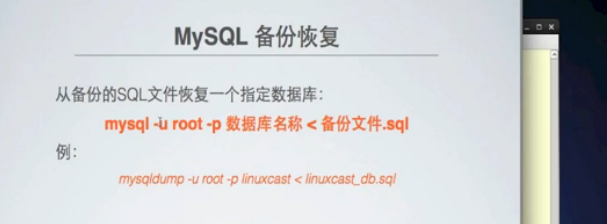 MySQL 备份恢复
从备份的SQL文件恢复一个指定数据库：
mysql -u root -p 数据库名称 < 备份文件.sql
例：
mysqldump -u root -p linuxcast < linuxcast_db.sql